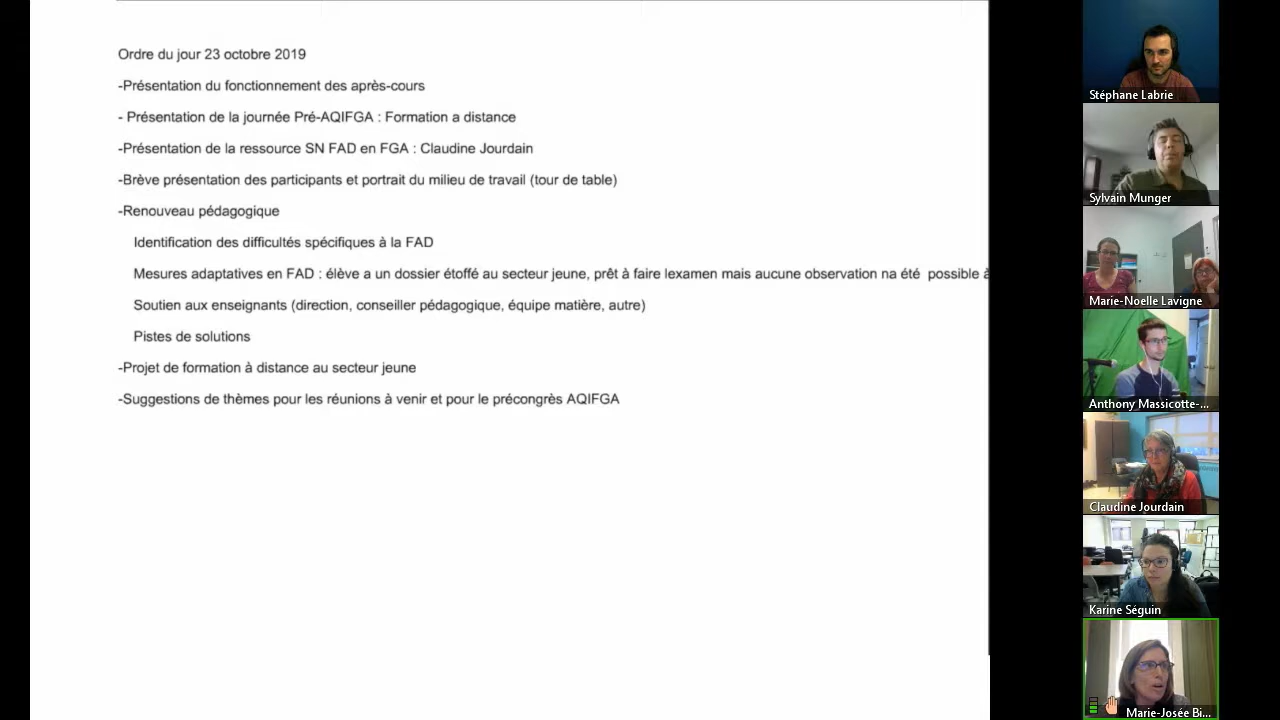 Ordre du jour 23 octobre 2019
-Présentation du fonctionnement des après-cours
- Présentation de la journée Pré-AQIFGA : Formation a distance
-Présentation de la ressource SN FAD en FGA : Claudine Jourdain
-Brève présentation des participants et portrait du milieu de travail (tour de table)
-Renouveau pédagogique
Identification des difficultés spécifiques à la FAD
Mesures adaptatives en FAD : élève a un dossier étoffé au secteur jeune, prêt à faire lexamen mais aucune observation na été possible à
Soutien aux enseignants (direction, conseiller pédagogique, équipe matière, autre)
Pistes de solutions
-Projet de formation à distance au secteur jeune
-Suggestions de thèmes pour les réunions à venir et pour le précongrès AQIFGA
Stéphane Labrie
Sylvain Munger
Marie-Noelle Lavigne
Anthony Massicotte-...
Claudine Jourdain
Karine Séguin
Marie-Josée Bi...